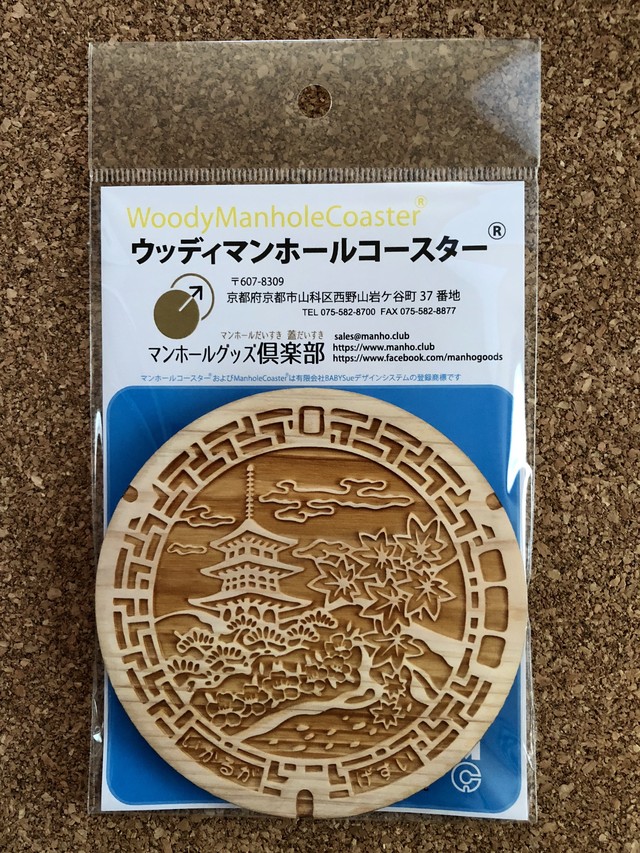 WoodyManholeCoaster®
ウッディマンホールコースター®
〒607-8309
京都府京都市山科区西野山岩ケ谷町 37 番地
TEL 075-582-8700 FAX 075-582-8877
マンホールだいすき 蓋だいすき
マンホールグッズ倶楽部
sales@manho.club
https://www.manho.club
https://www.facebook.com/manhogoods
マンホールコースター®およびManholeCoaster®は有限会社BABYSueデザインシステムの登録商標です
いかるが
げすい